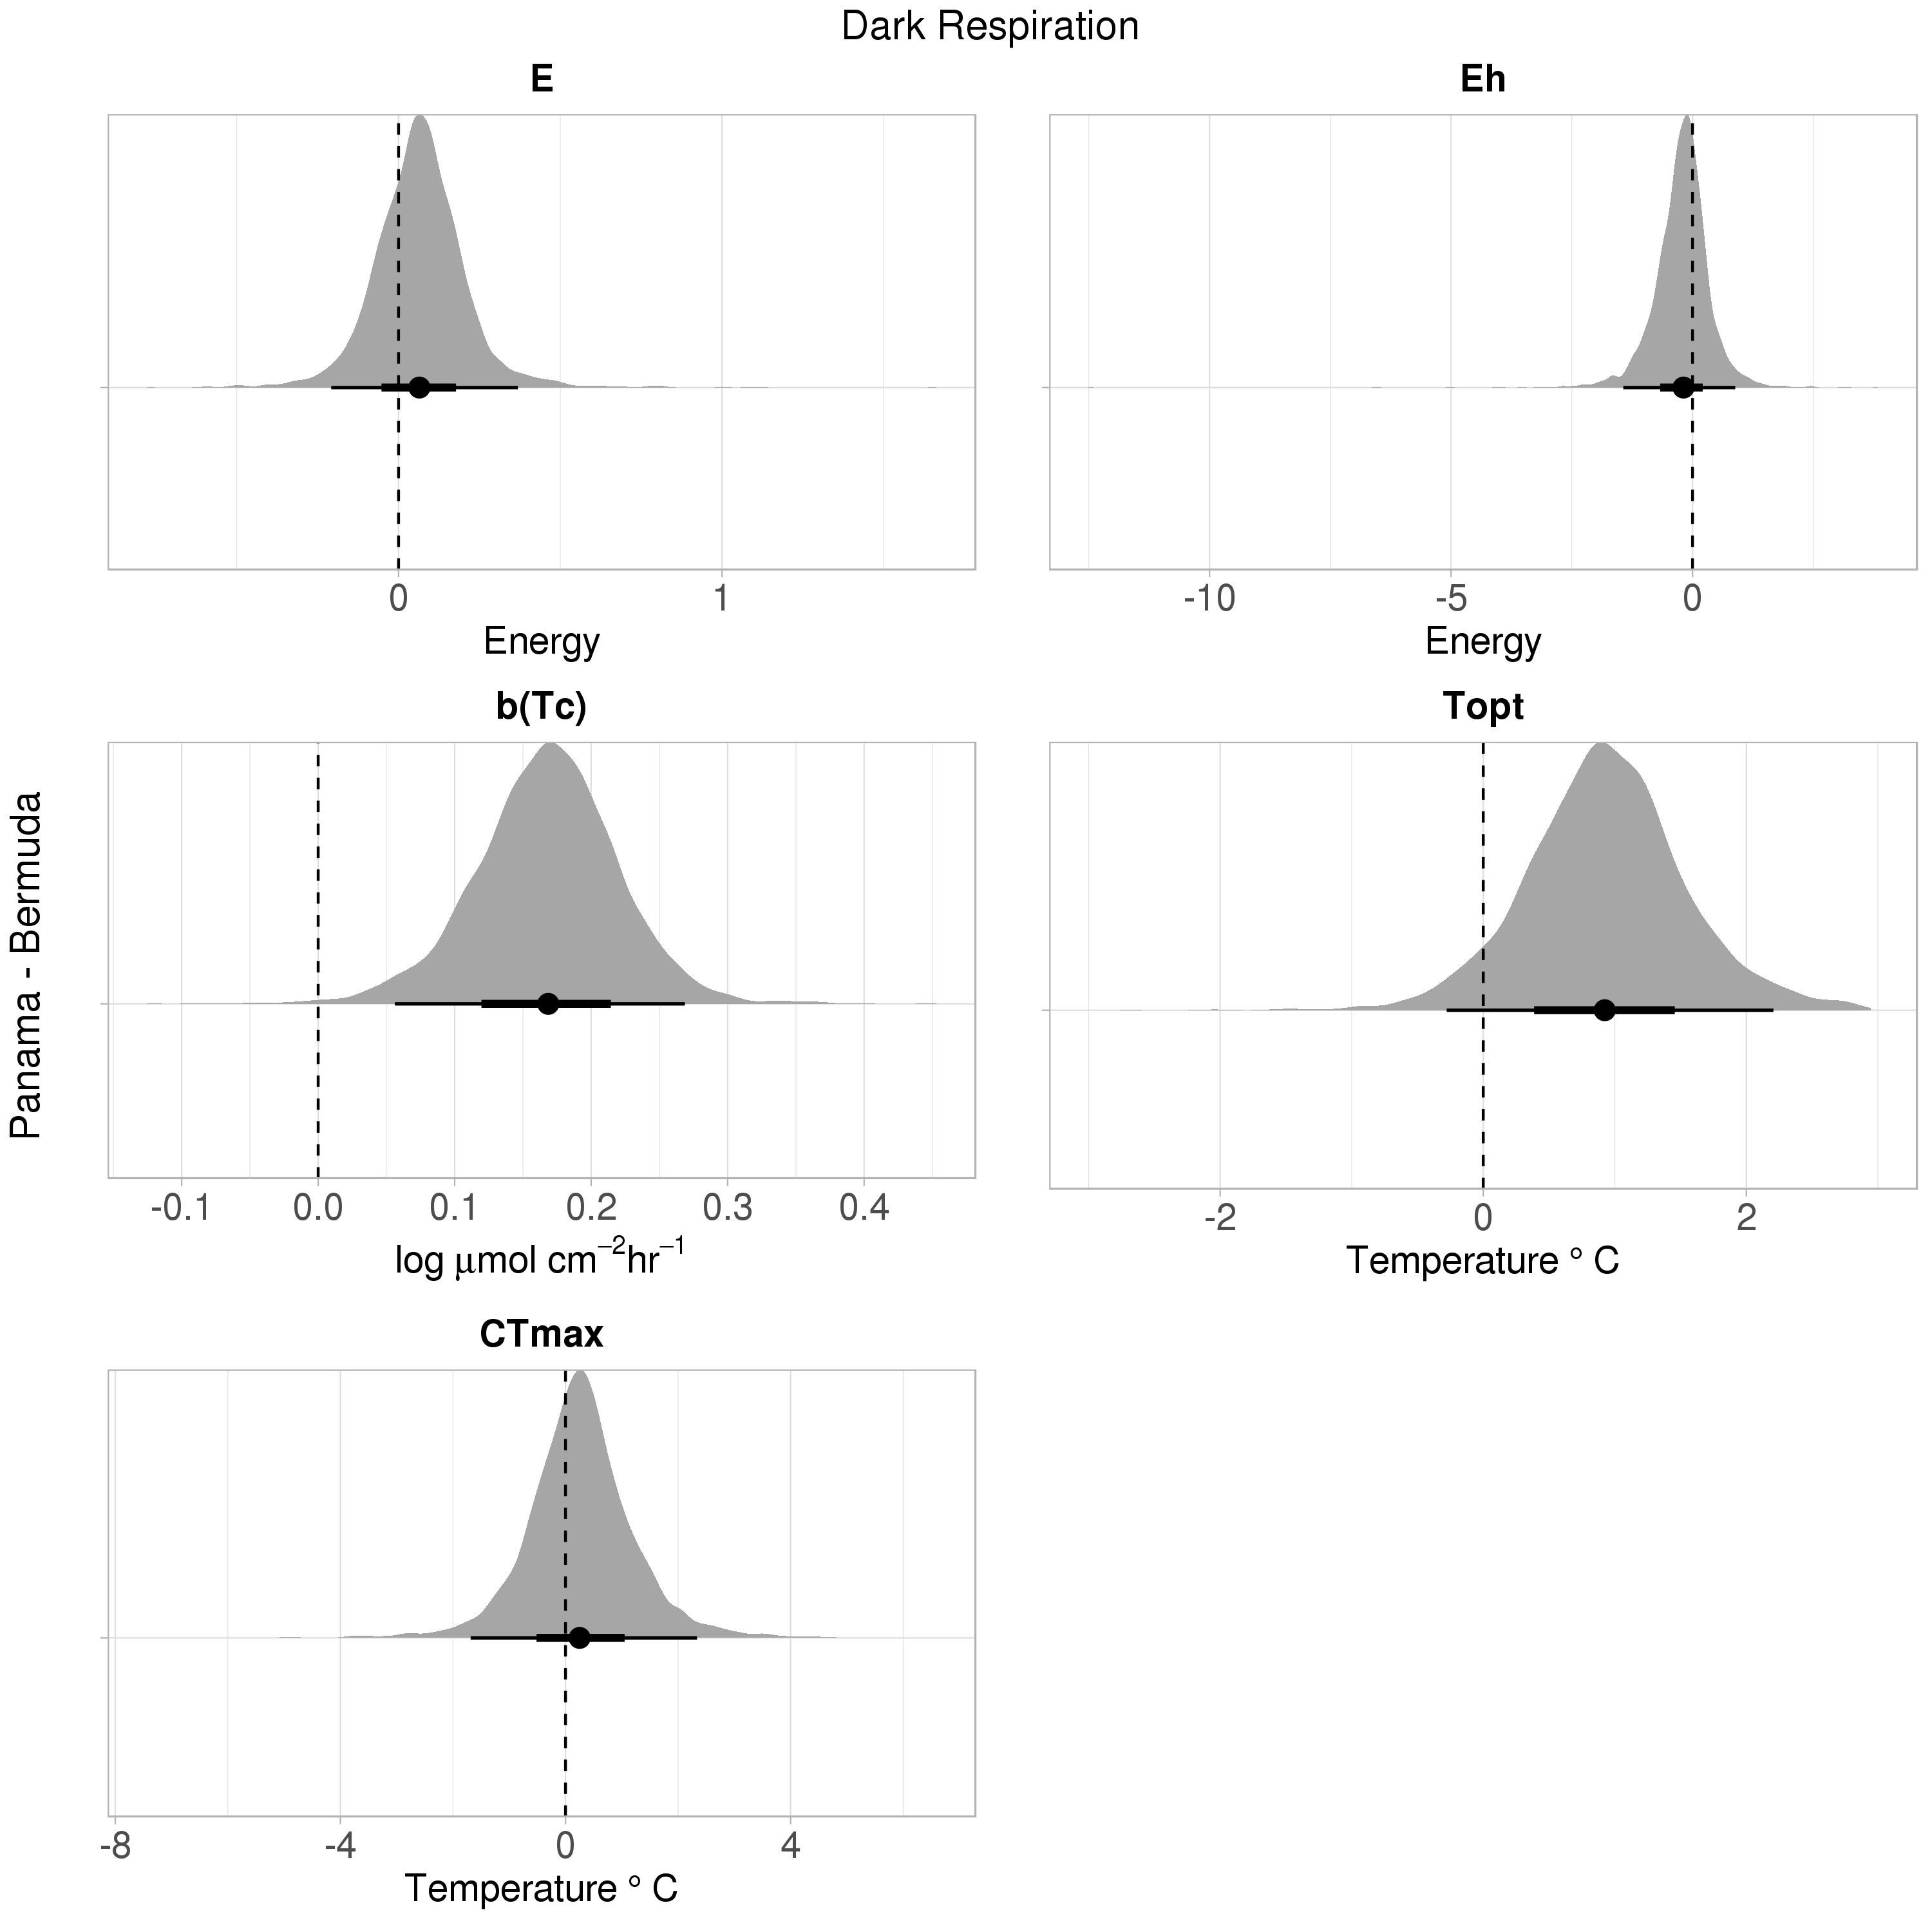 Dark Respiration
E
Eh
0 1
-10 -5 0
Energy
Energy
b(Tc)
Topt
Panama - Bermuda
-0.1 0.0 0.1 0.2 0.3 0.4
-2 0 2
log μmol cm⁻²hr⁻¹
Temperature ° C
CTmax
-8 -4 0 4
Temperature ° C